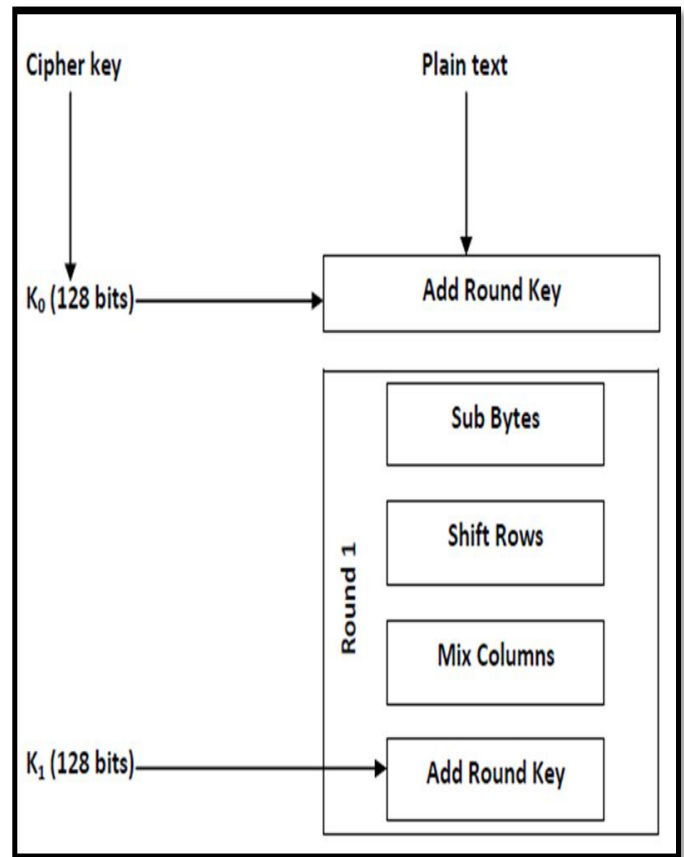 Cipher key
Plain text
K₀ (128 bits)
Add Round Key
Sub Bytes
Shift Rows
Round 1
Mix Columns
K₁ (128 bits)
Add Round Key